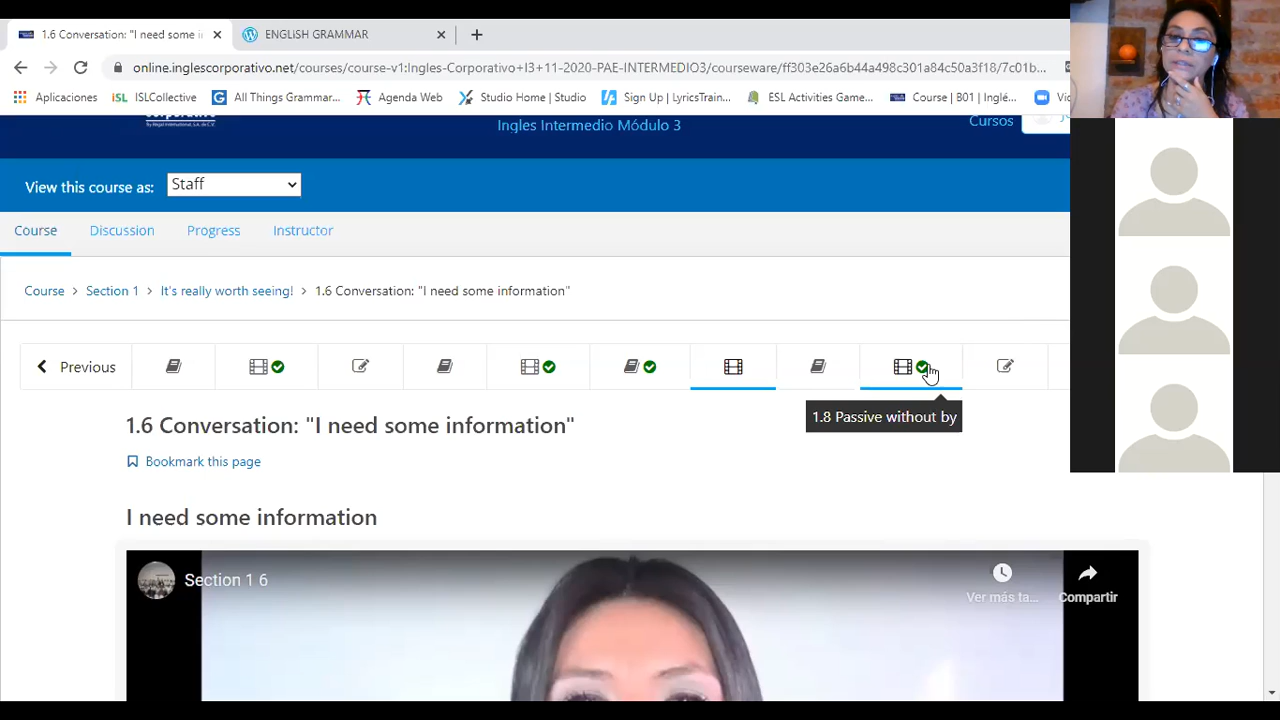 1.6 Conversation: "I need some i
ENGLISH GRAMMAR
online.inglescorporativo.net/courses/course-v1:Ingles-Corporativo+I3+11-2020-PAE-INTERMEDIO3/courseware/ff303e26a6b44a498c301a84c50a3f18/7c01b...
Aplicaciones
iSL ISLCollective
All Things Grammar...
Agenda Web
Studio Home | Studio
Sign Up | LyricsTrain...
ESL Activities Game...
Course | B01 | Inglé...
Ingles Intermedio Módulo 3
Cursos
View this course as:
Staff
Course
Discussion
Progress
Instructor
Course > Section 1 > It's really worth seeing! > 1.6 Conversation: "I need some information"
Previous
1.8 Passive without by
1.6 Conversation: "I need some information"
Bookmark this page
I need some information
Section 1 6
Ver más ta...
Compartir